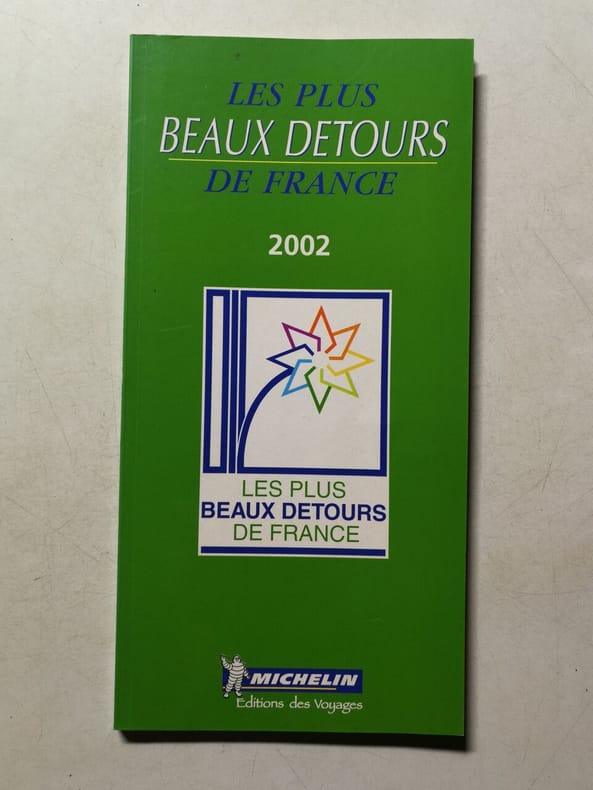 LES PLUS
BEAUX DETOURS
DE FRANCE
2002
LES PLUS
BEAUX DETOURS
DE FRANCE
MICHELIN
Editions des Voyages